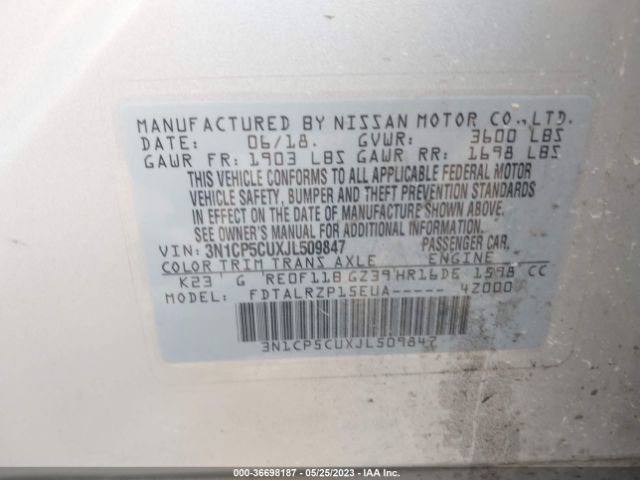 MANUFACTURED BY NISSAN MOTOR CO.,LTD.
DATE: 06/18. GVWR: 3600 LBS
GAWR FR: 1903 LBS GAWR RR: 1698 LBS
THIS VEHICLE CONFORMS TO ALL APPLICABLE FEDERAL MOTOR
VEHICLE SAFETY, BUMPER AND THEFT PREVENTION STANDARDS
IN EFFECT ON THE DATE OF MANUFACTURE SHOWN ABOVE.
SEE OWNER'S MANUAL FOR FURTHER INFORMATION.
VIN: 3N1CP5CUXJL509847 PASSENGER CAR.
COLOR TRIM TRANS AXLE ENGINE
K23 G RE0F11B GZ39 HR16DE 1598 CC
MODEL: FDTALRZP15EUA----- 4Z000
3N1CP5CUXJL509847
000-36698187 - 05/25/2023 - IAA Inc.